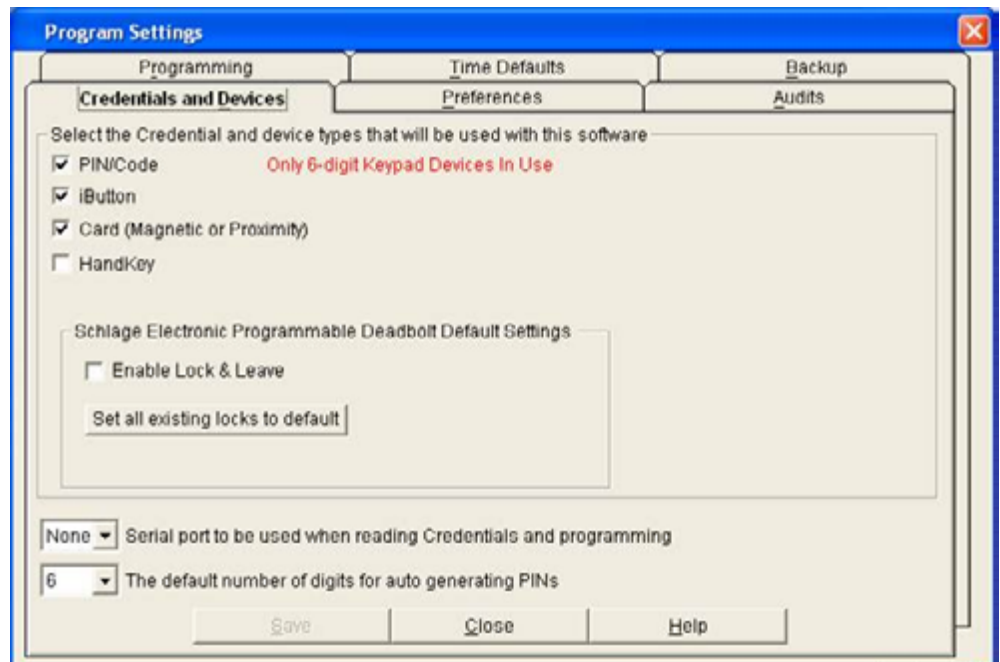 Program Settings
Programming Time Defaults Backup
Credentials and Devices Preferences Audits
Select the Credential and device types that will be used with this software
PIN/Code Only 6-digit Keypad Devices In Use
iButton
Card (Magnetic or Proximity)
HandKey
Schlage Electronic Programmable Deadbolt Default Settings
Enable Lock & Leave
Set all existing locks to default
None Serial port to be used when reading Credentials and programming
6 The default number of digits for auto generating PINs
Save Close Help